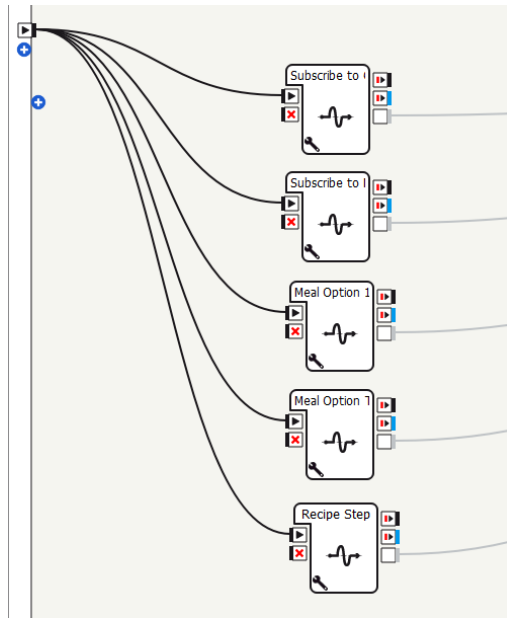 Subscribe to
Subscribe to
Meal Option 1
Meal Option
Recipe Step